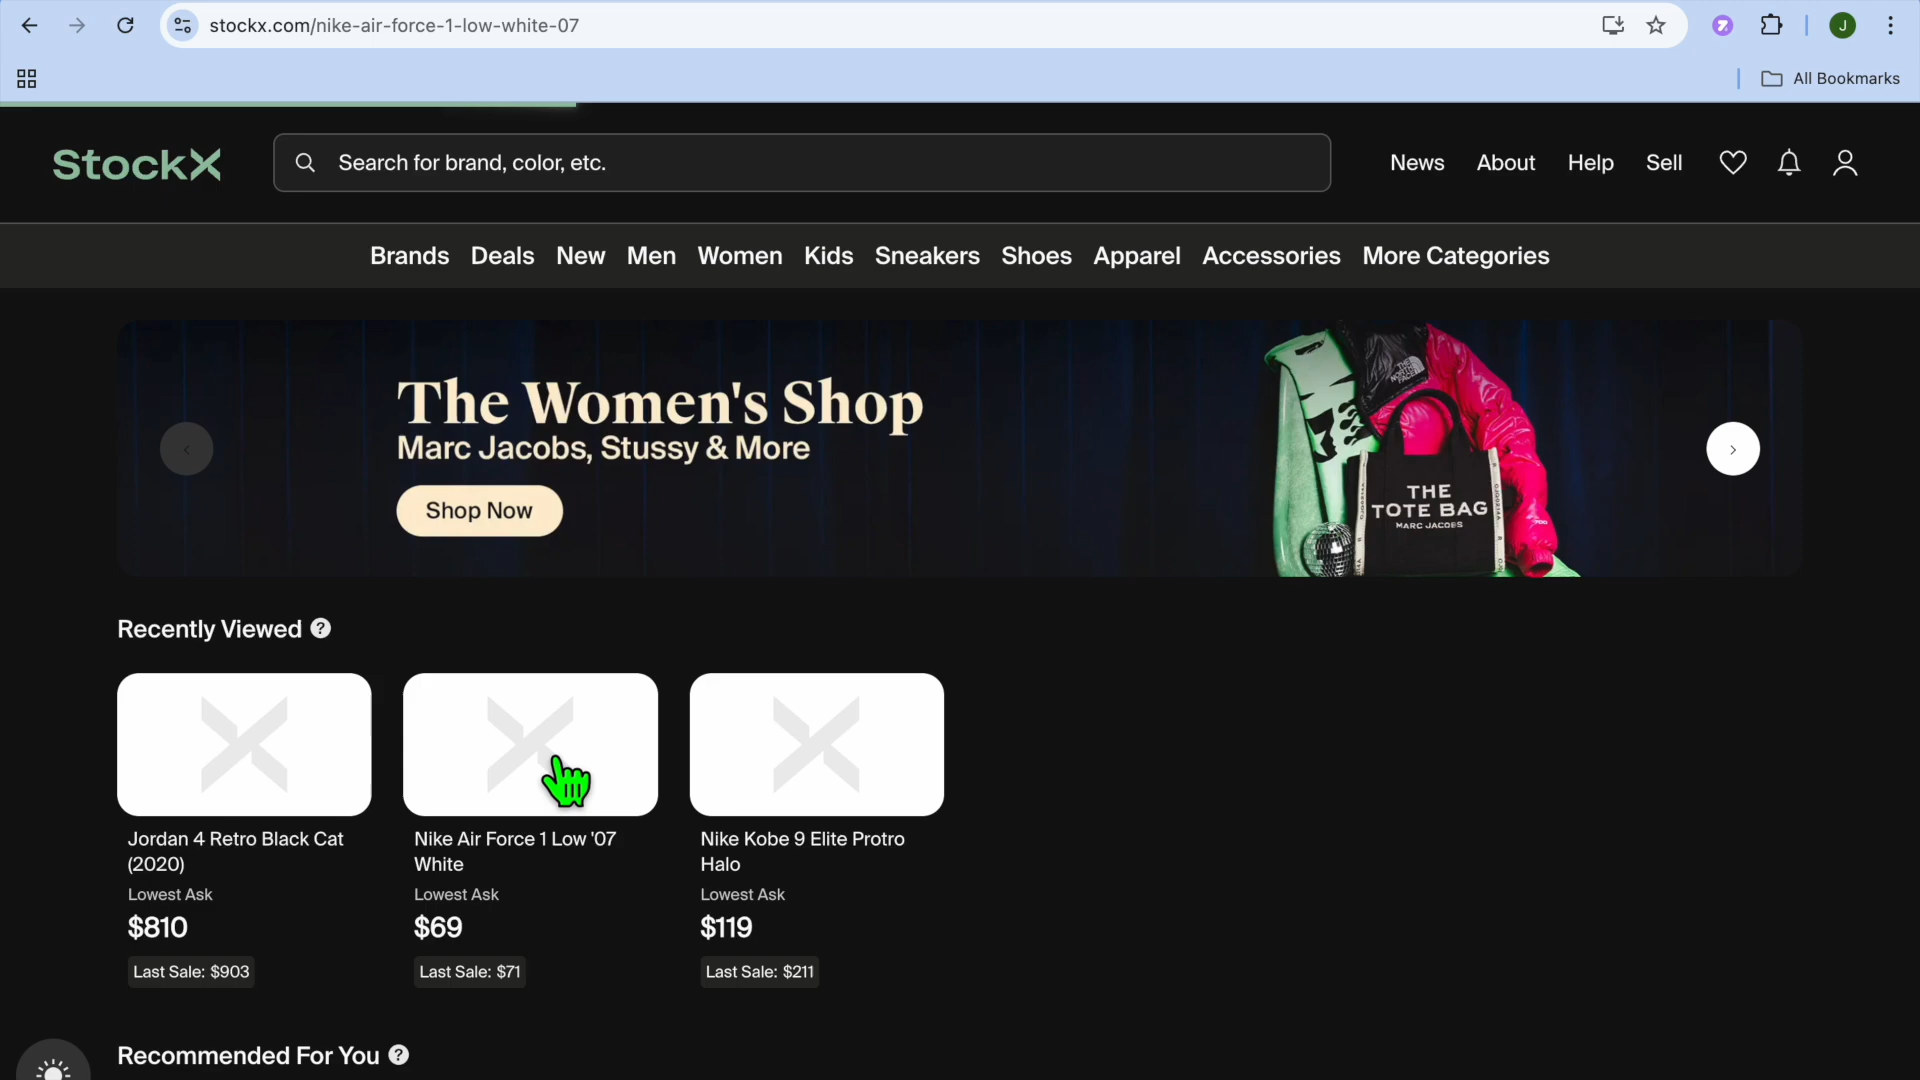 stockx.com/nike-air-force-1-low-white-07
J
All Bookmarks
StockX
Search for brand, color, etc.
News About Help Sell
Brands Deals New Men Women Kids Sneakers Shoes Apparel Accessories More Categories
The Women's Shop
Marc Jacobs, Stussy & More
Shop Now
THE NORTH FACE
THE
TOTE BAG
MARC JACOBS
Recently Viewed ?
Jordan 4 Retro Black Cat
(2020)
Lowest Ask
$810
Last Sale: $903
Nike Air Force 1 Low '07
White
Lowest Ask
$69
Last Sale: $71
Nike Kobe 9 Elite Protro
Halo
Lowest Ask
$119
Last Sale: $211
Recommended For You ?